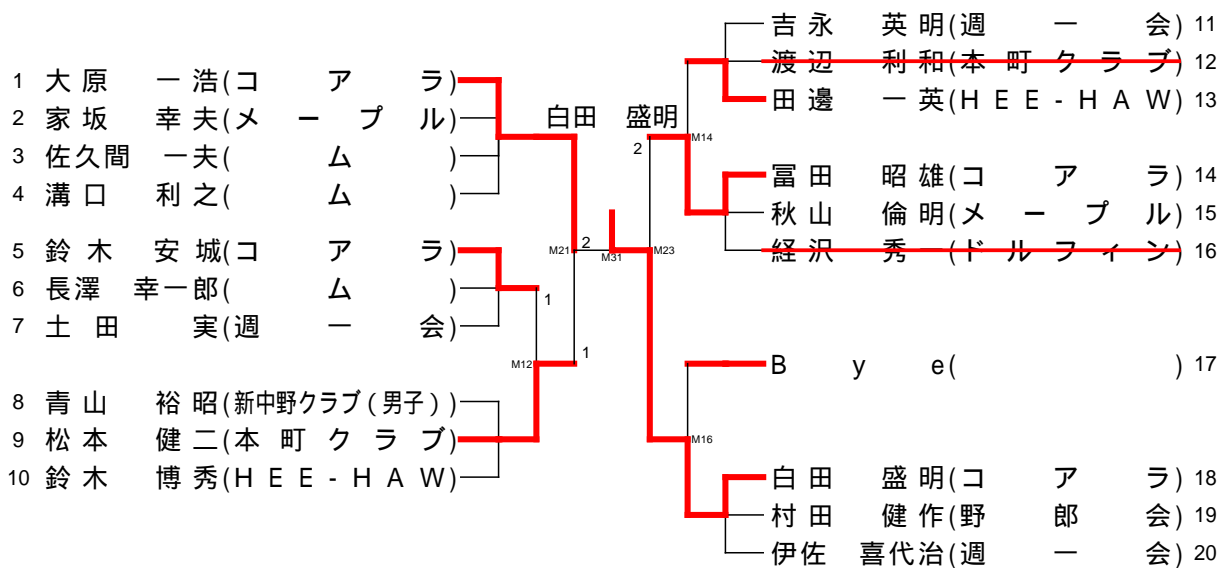 1 大原 一浩(コアラ)
2 家坂 幸夫(メープル)
3 佐久間 一夫(ム)
4 溝口 利之(ム)
5 鈴木 安城(コアラ)
6 長澤 幸一郎(ム)
7 土田 実(週一会)
8 青山 裕昭(新中野クラブ(男子))
9 松本 健二(本町クラブ)
10 鈴木 博秀(HEE-HAW)
白田 盛明
M21
2
M31
1
M12
1
2
M14
M23
M16
吉永 英明(週一会) 11
渡辺 利和(本町クラブ) 12
田邊 一英(HEE-HAW) 13
冨田 昭雄(コアラ) 14
秋山 倫明(メープル) 15
経沢 秀一(ドルフィン) 16
Bye( ) 17
白田 盛明(コアラ) 18
村田 健作(野郎会) 19
伊佐 喜代治(週一会) 20